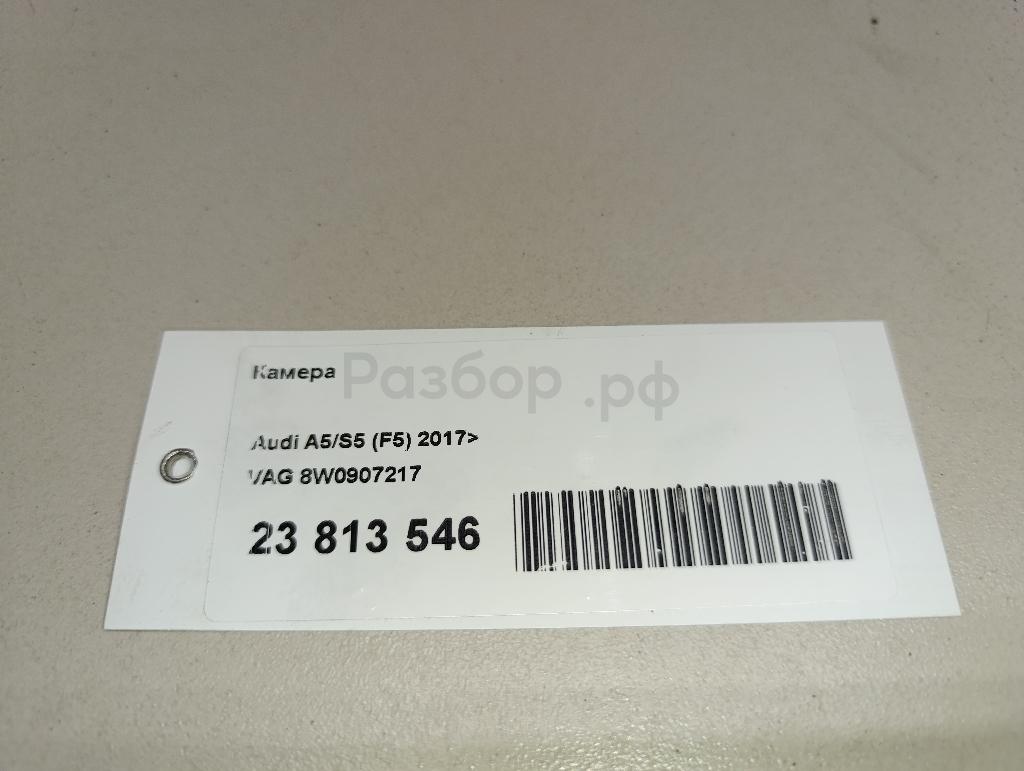 Камера
Разбор.рф
Audi A5/S5 (F5) 2017>
VAG 8W0907217
23 813 546